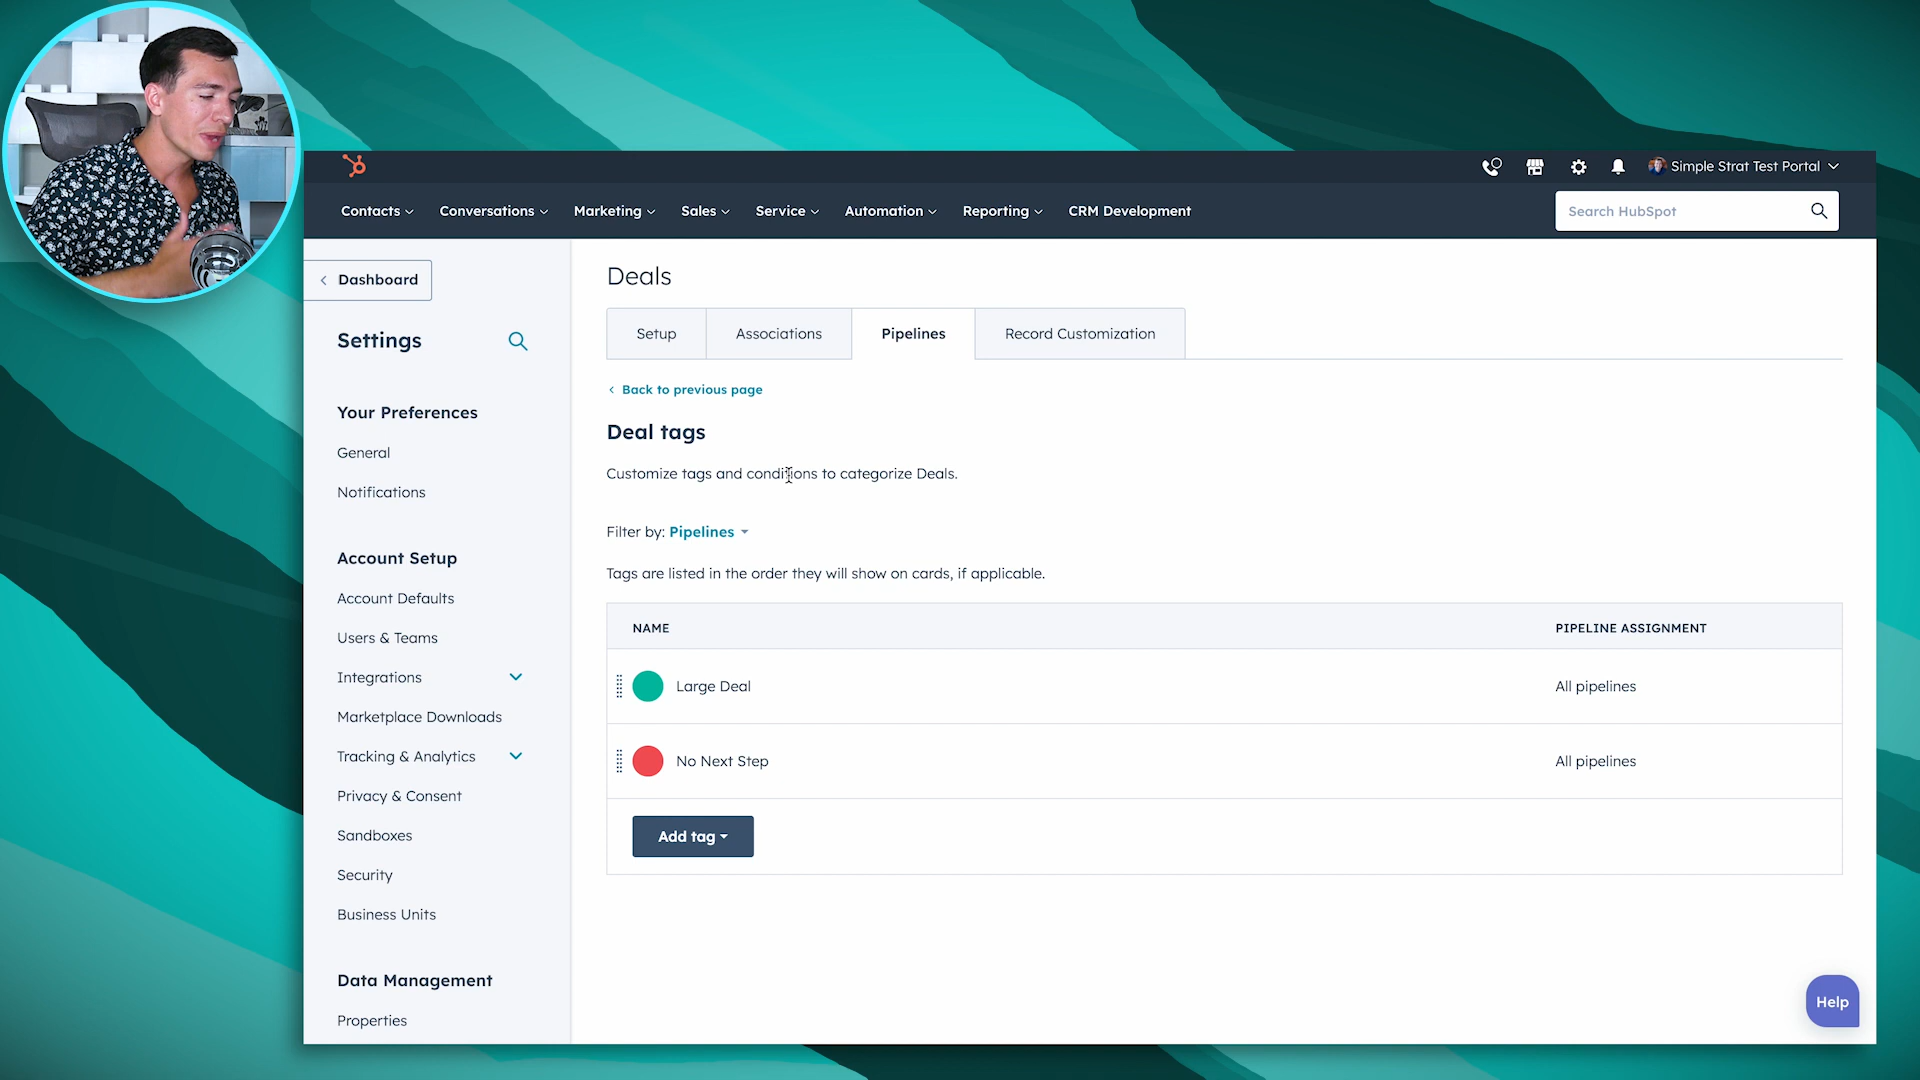 Simple Strat Test Portal
Contacts
Conversations
Marketing
Sales
Service
Automation
Reporting
CRM Development
Search HubSpot
Dashboard
Settings
Your Preferences
General
Notifications
Account Setup
Account Defaults
Users & Teams
Integrations
Marketplace Downloads
Tracking & Analytics
Privacy & Consent
Sandboxes
Security
Business Units
Data Management
Properties
Deals
Setup
Associations
Pipelines
Record Customization
Back to previous page
Deal tags
Customize tags and conditions to categorize Deals.
Filter by: Pipelines
Tags are listed in the order they will show on cards, if applicable.
NAME
PIPELINE ASSIGNMENT
Large Deal
All pipelines
No Next Step
All pipelines
Add tag
Help